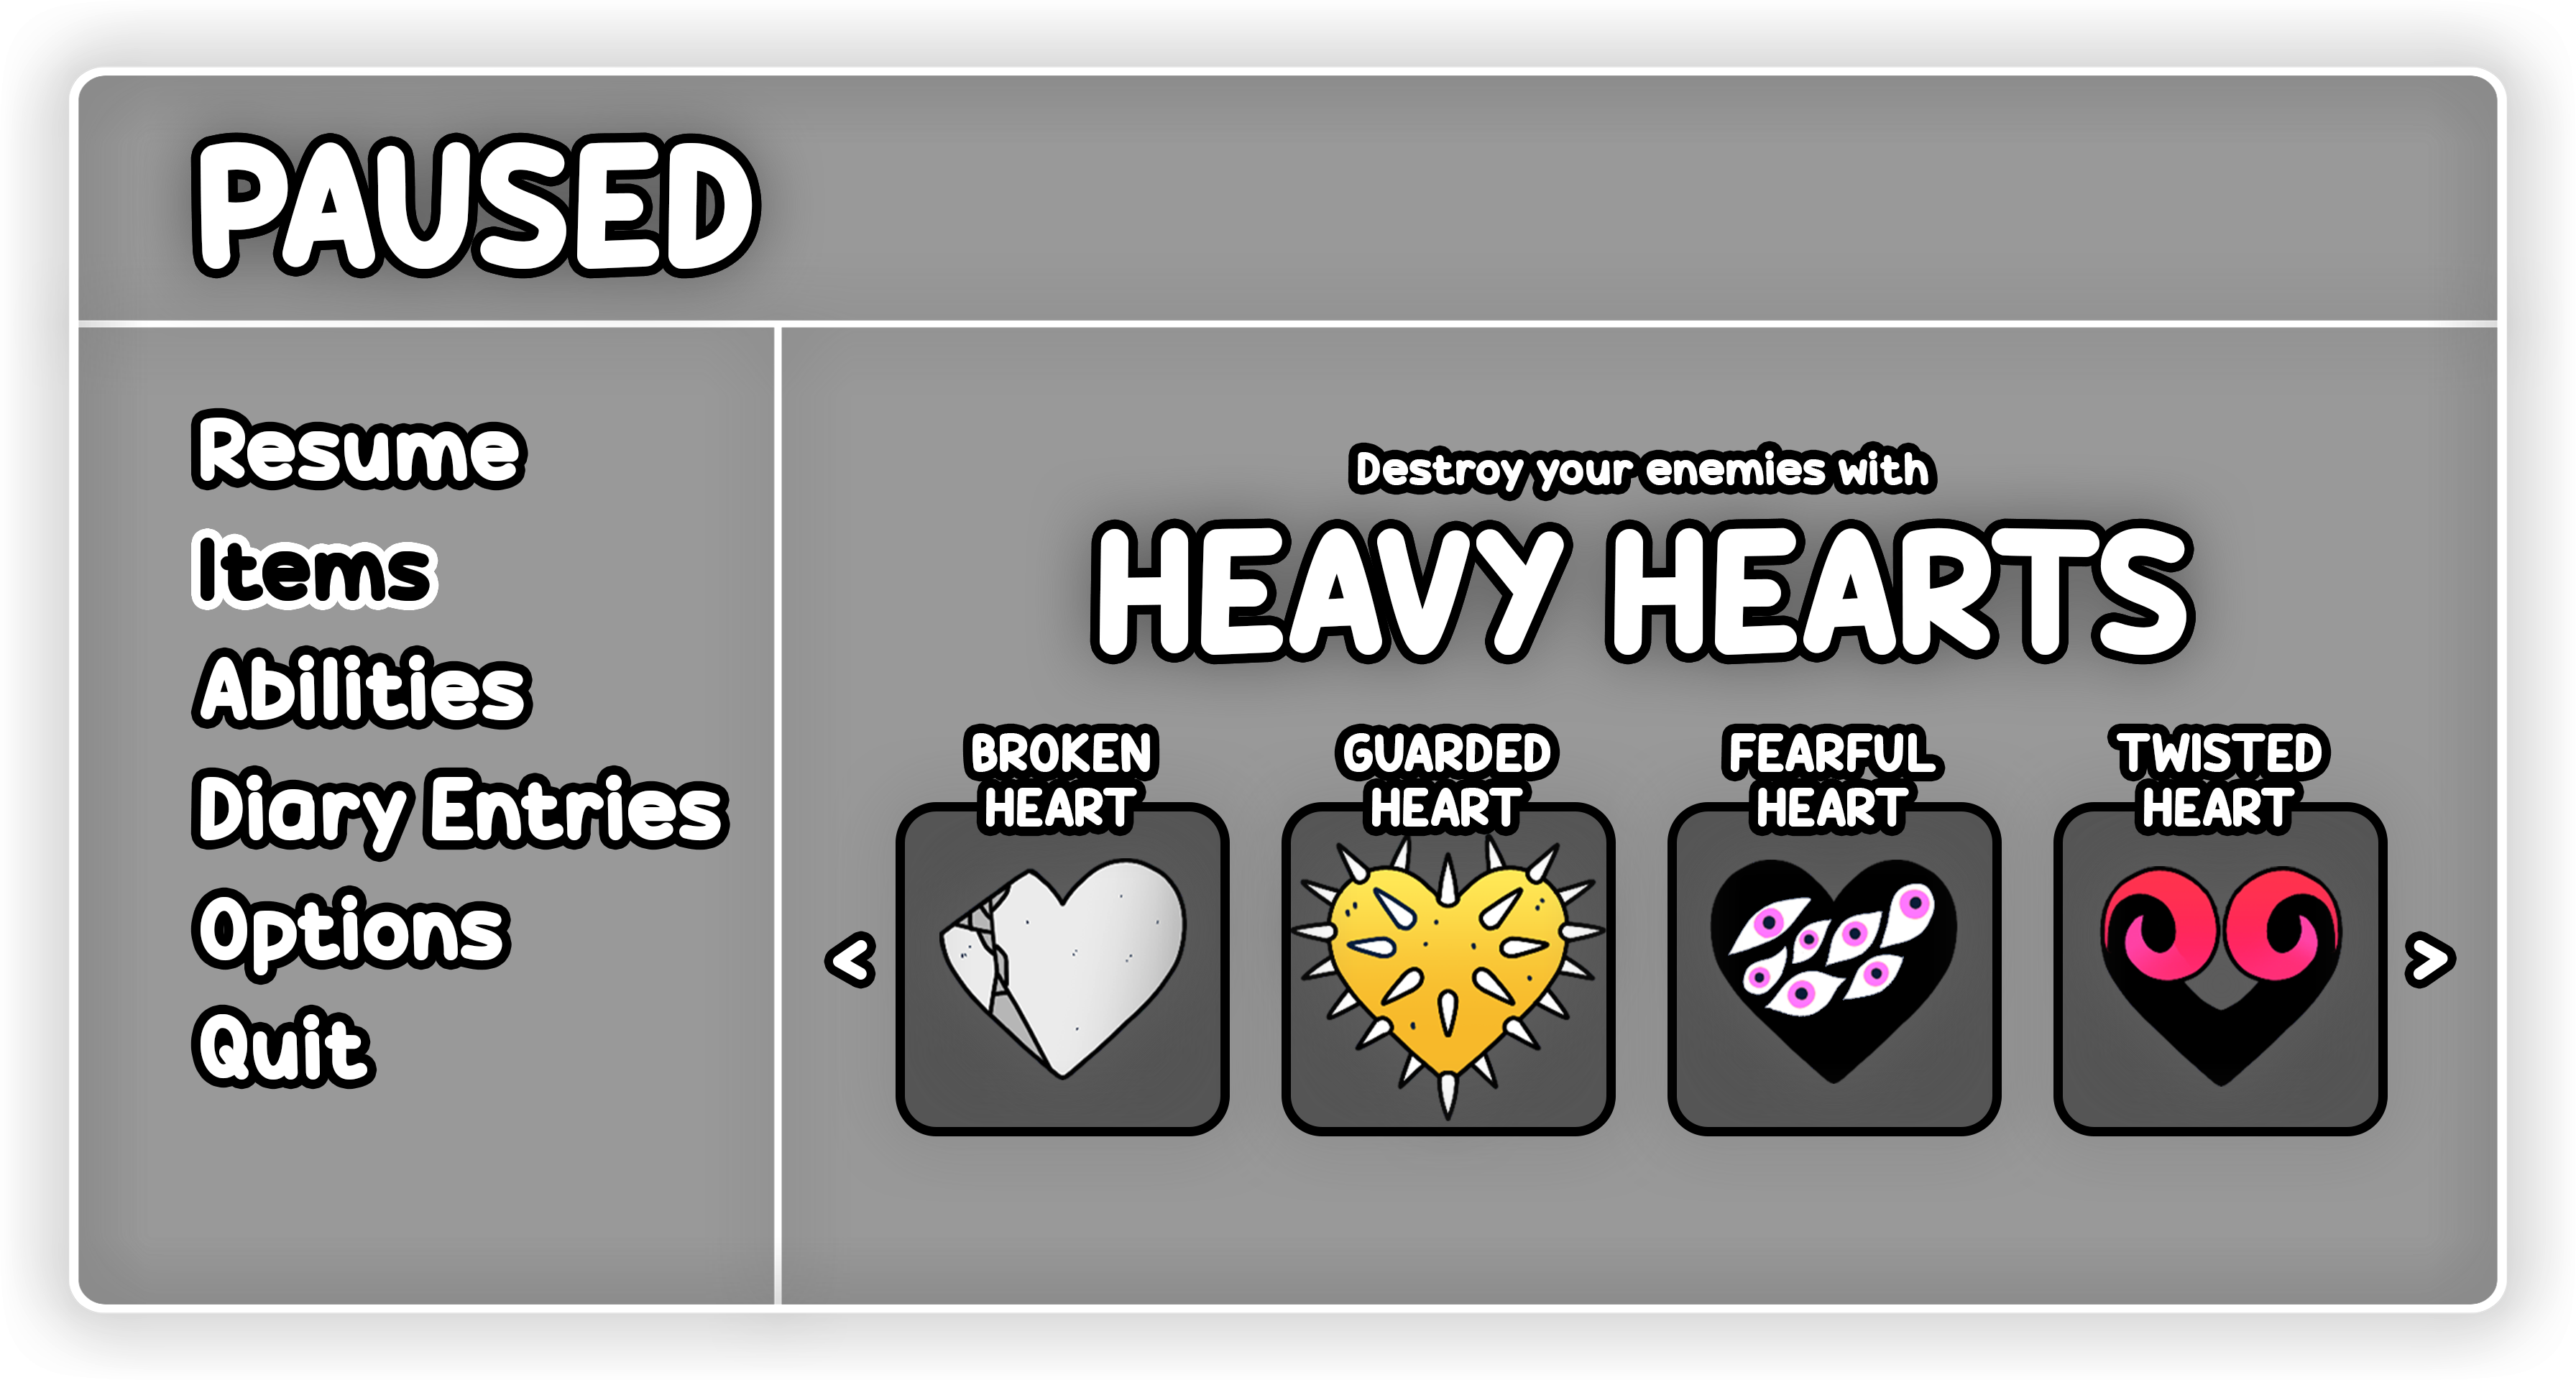 PAUSED
Resume
Items
Abilities
Diary Entries
Options
Quit
Destroy your enemies with
HEAVY HEARTS
BROKEN
HEART
GUARDED
HEART
FEARFUL
HEART
TWISTED
HEART
<
>